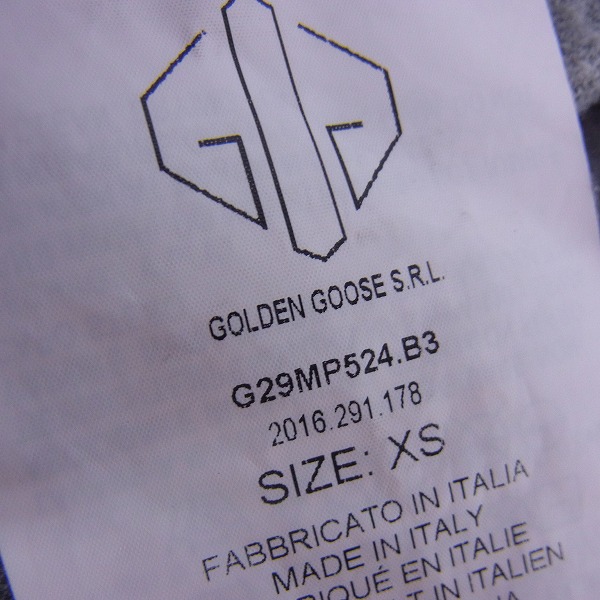 GOLDEN GOOSE S.R.L.
G29MP524.B3
2016.291.178
SIZE: XS
FABBRICATO IN ITALIA
MADE IN ITALY
EN ITALIE
IN ITALIEN